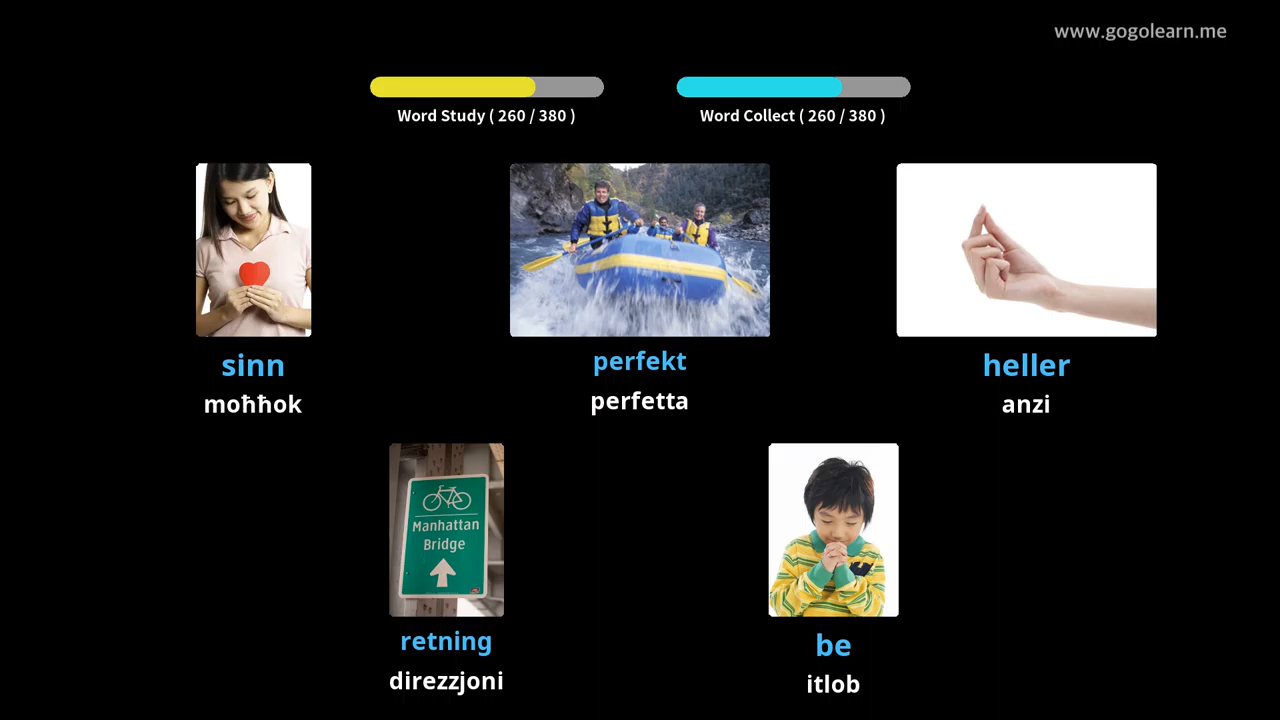 www.gogolearn.me
Word Study ( 260 / 380 )
Word Collect ( 260 / 380 )
sinn
moħħok
perfekt
perfetta
heller
anzi
Manhattan
Bridge
retning
direzzjoni
be
itlob